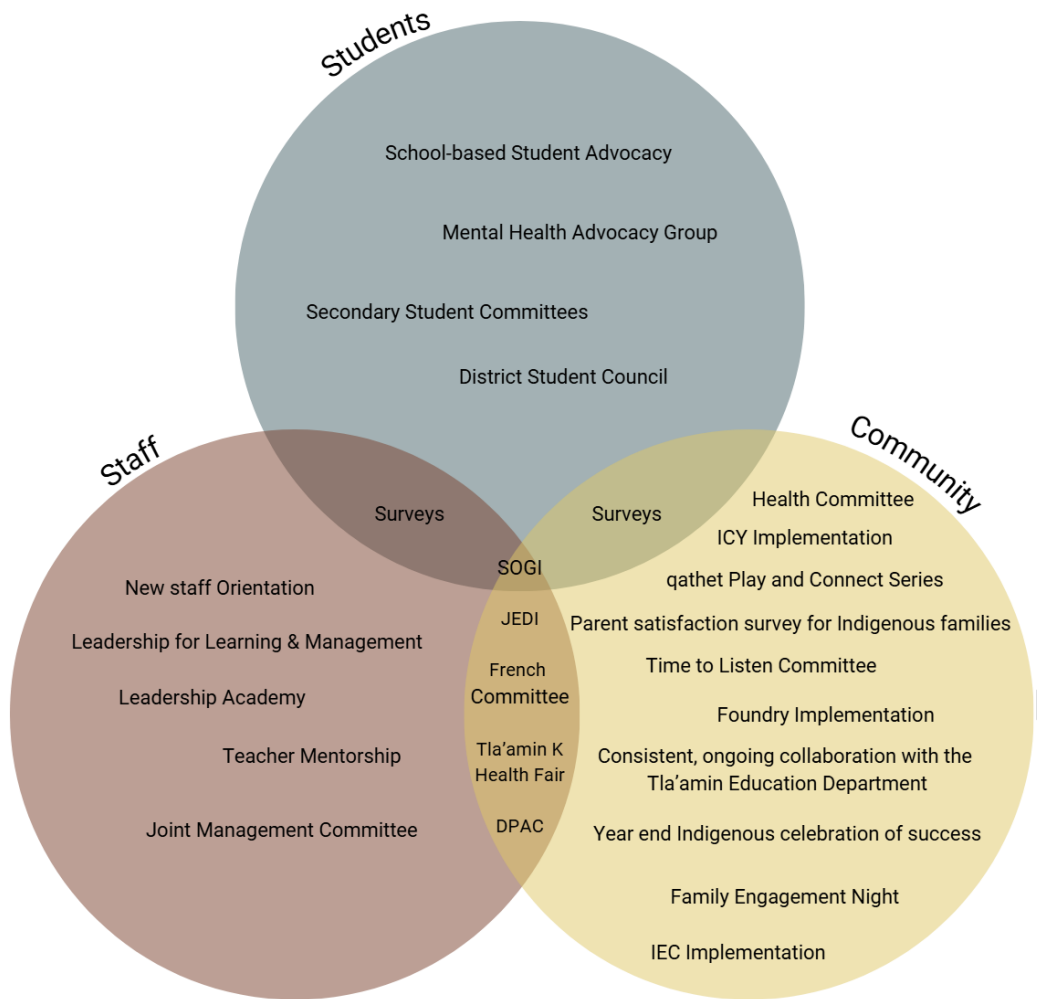 Students
School-based Student Advocacy
Mental Health Advocacy Group
Secondary Student Committees
District Student Council
Staff
Surveys
New staff Orientation
Leadership for Learning & Management
Leadership Academy
Teacher Mentorship
Joint Management Committee
Surveys
SOGI
JEDI
French
Committee
Tla’amin K
Health Fair
DPAC
Community
Health Committee
ICY Implementation
qathet Play and Connect Series
Parent satisfaction survey for Indigenous families
Time to Listen Committee
Foundry Implementation
Consistent, ongoing collaboration with the
Tla’amin Education Department
Year end Indigenous celebration of success
Family Engagement Night
IEC Implementation